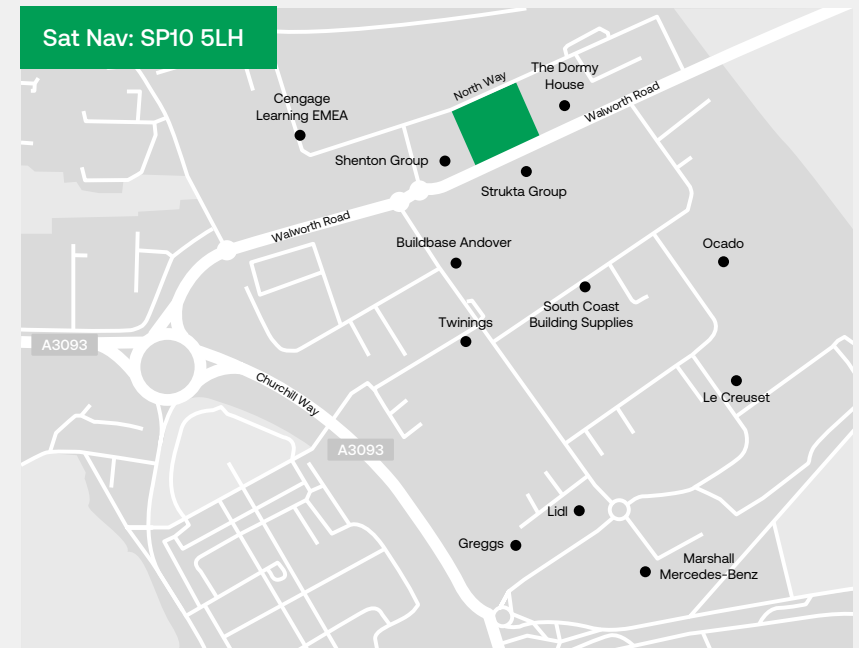 Sat Nav: SP10 5LH
The Dormy
House
North Way
Cengage
Learning EMEA
Walworth Road
Shenton Group
Strukta Group
Walworth Road
Buildbase Andover
Ocado
South Coast
Building Supplies
Twinings
A3093
Churchill Way
Le Creuset
A3093
Lidl
Greggs
Marshall
Mercedes-Benz